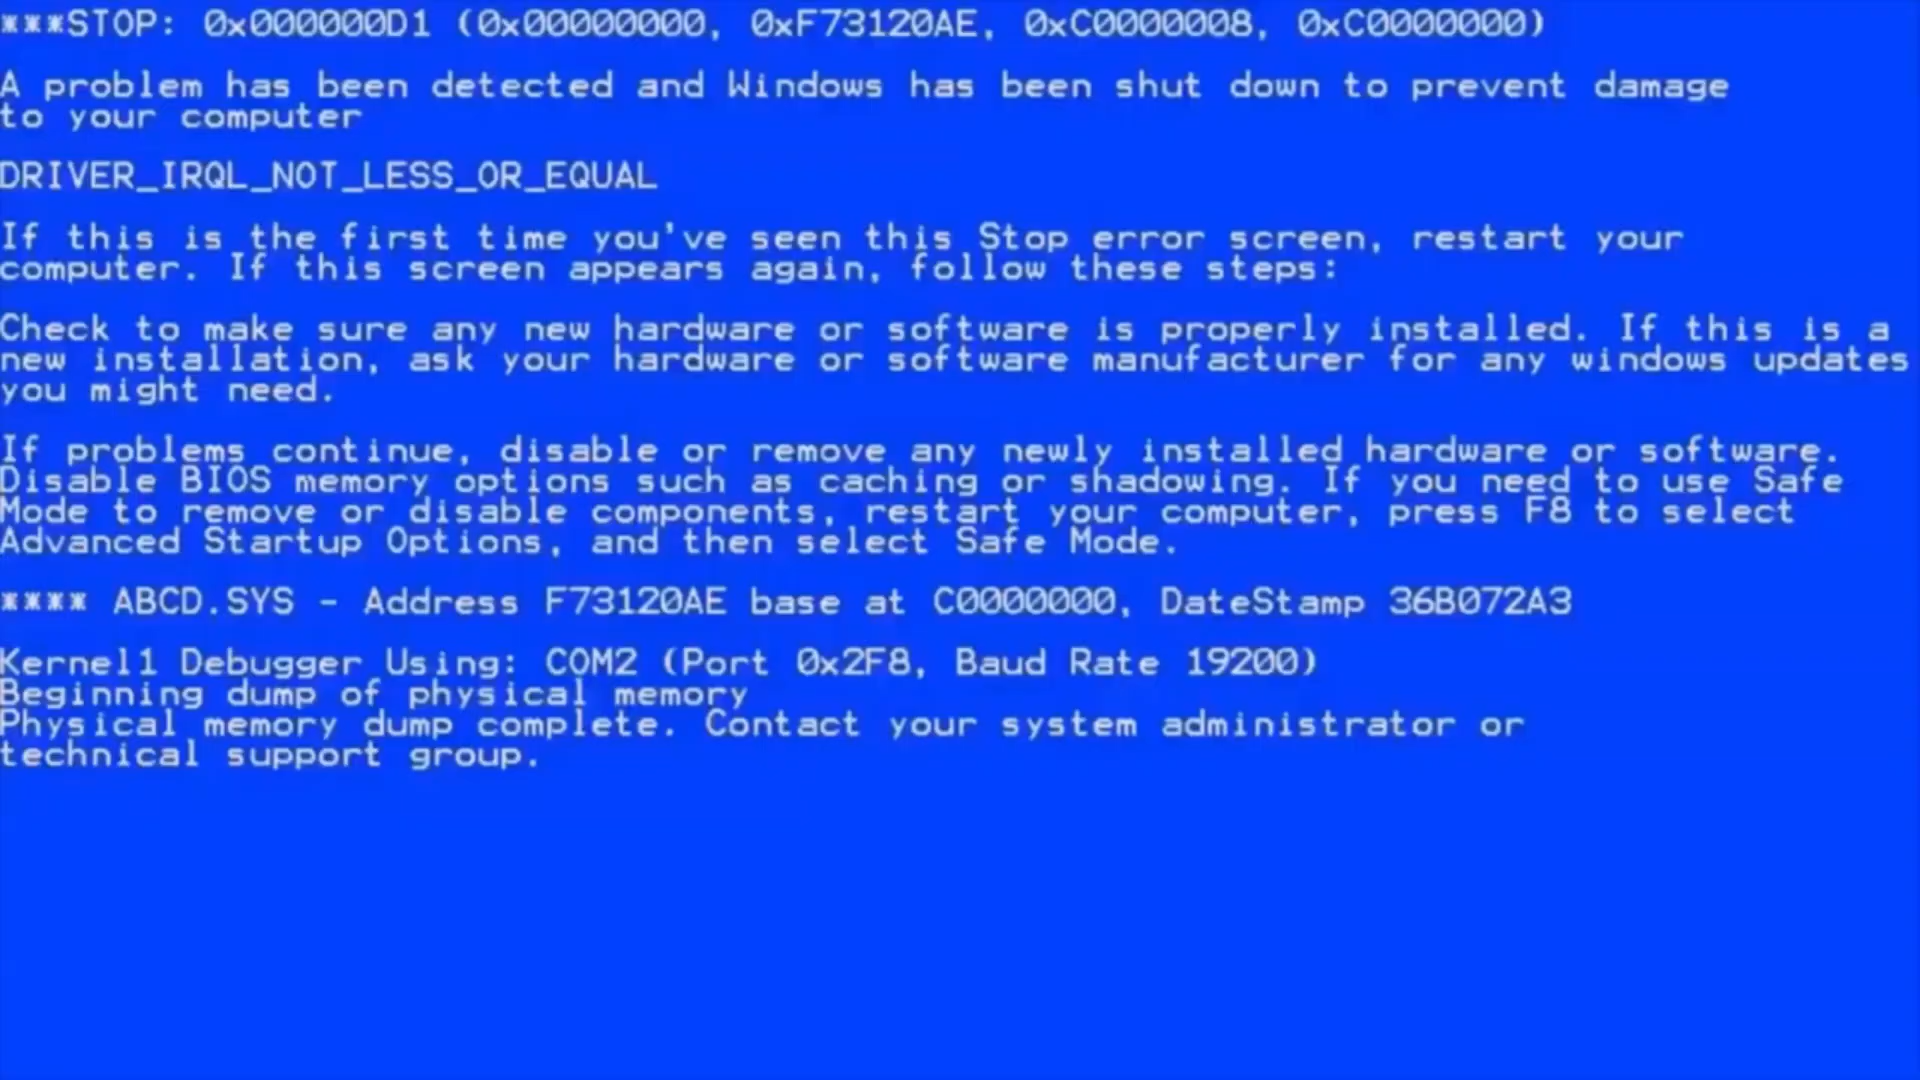 ***STOP: 0x000000D1 (0x00000000, 0xF73120AE, 0xC0000008, 0xC0000000)
A problem has been detected and Windows has been shut down to prevent damage
to your computer
DRIVER_IRQL_NOT_LESS_OR_EQUAL
If this is the first time you've seen this Stop error screen, restart your
computer. If this screen appears again, follow these steps:
Check to make sure any new hardware or software is properly installed. If this is a
new installation, ask your hardware or software manufacturer for any windows updates
you might need.
If problems continue, disable or remove any newly installed hardware or software.
Disable BIOS memory options such as caching or shadowing. If you need to use Safe
Mode to remove or disable components, restart your computer, press F8 to select
Advanced Startup Options, and then select Safe Mode.
**** ABCD.SYS - Address F73120AE base at C0000000, DateStamp 36B072A3
Kernel1 Debugger Using: COM2 (Port 0x2F8, Baud Rate 19200)
Beginning dump of physical memory
Physical memory dump complete. Contact your system administrator or
technical support group.